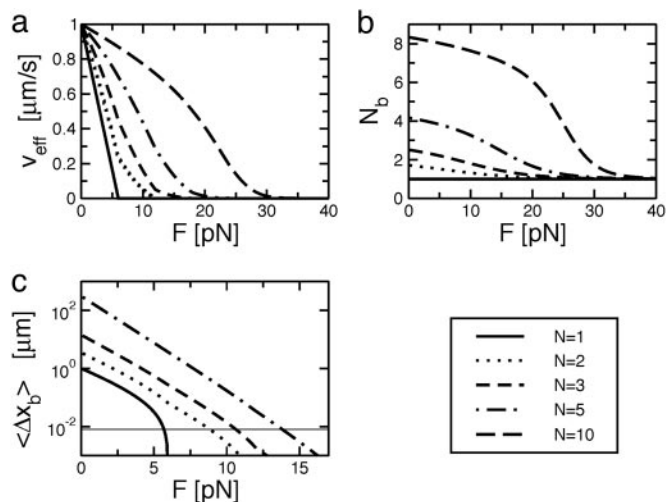 a
1
0.8
0.6
0.4
0.2
0
v_eff [μm/s]
0 10 20 30 40
F [pN]
b
8
6
4
2
0
N_b
0 10 20 30 40
F [pN]
c
10^2
10^0
10^-2
<Δx_b> [μm]
0 5 10 15
F [pN]
N=1
N=2
N=3
N=5
N=10